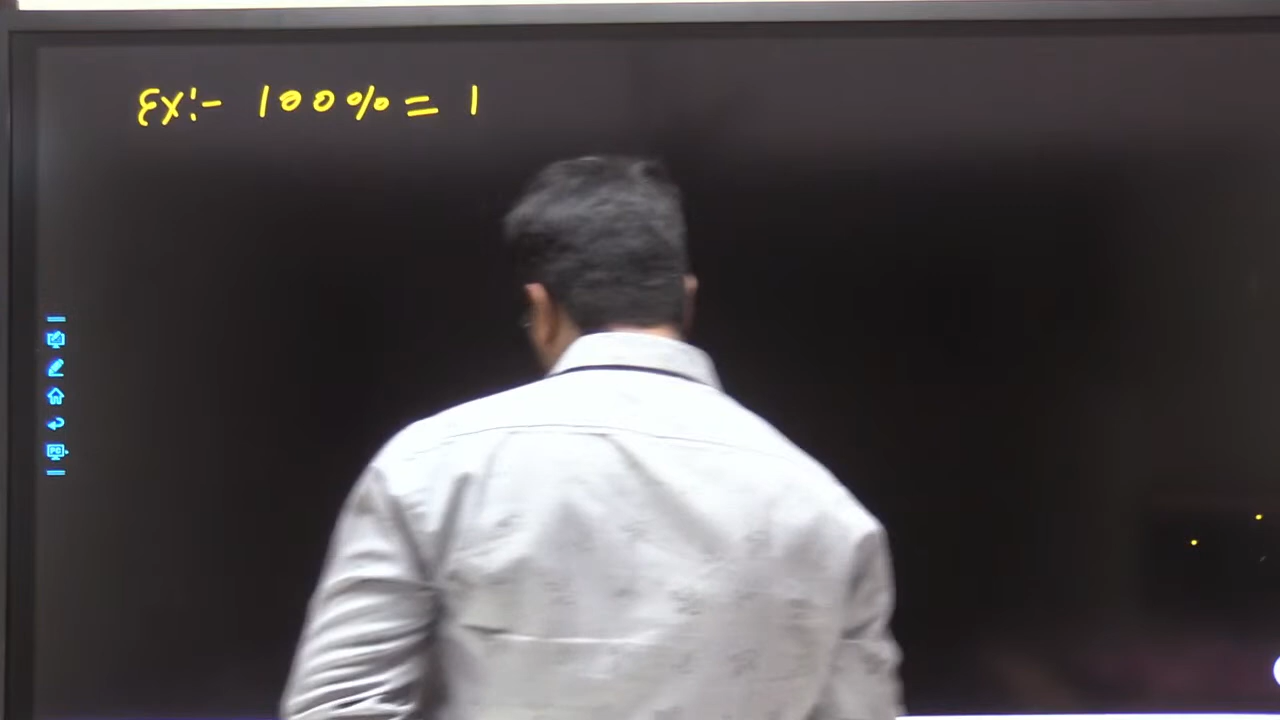 Ex:- 100% = 1